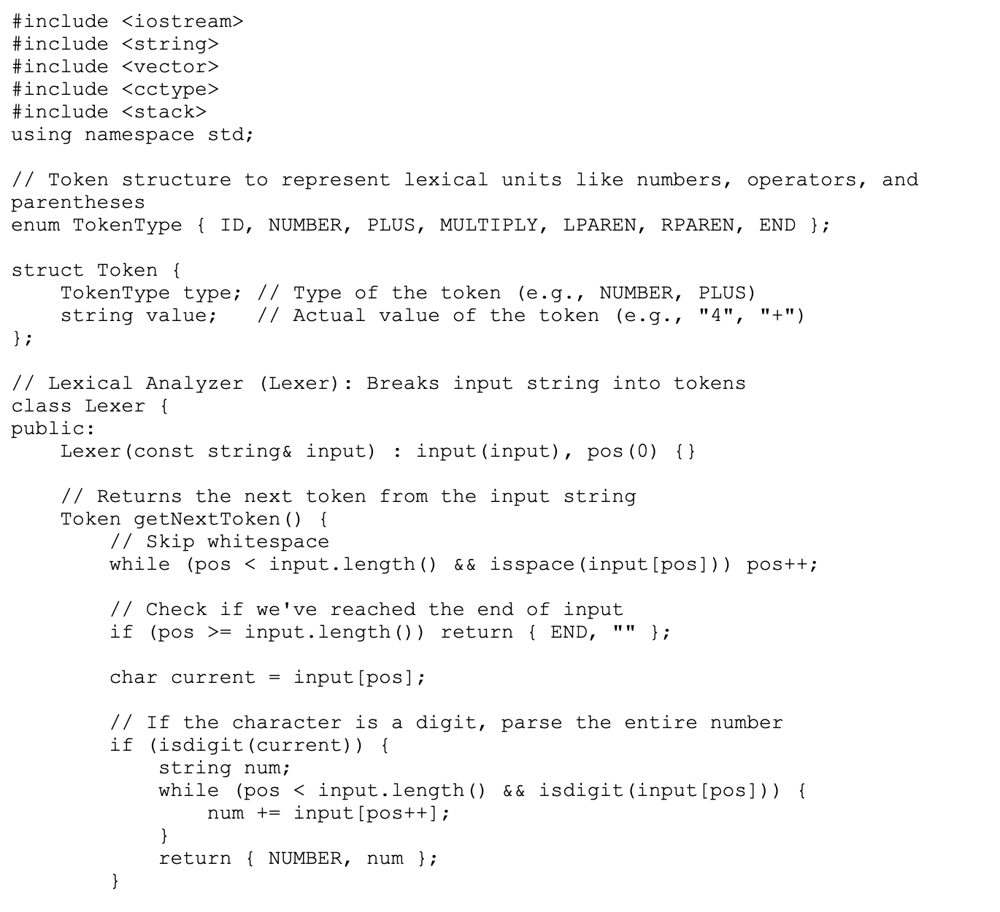 #include <iostream>
#include <string>
#include <vector>
#include <cctype>
#include <stack>
using namespace std;

// Token structure to represent lexical units like numbers, operators, and
parentheses
enum TokenType { ID, NUMBER, PLUS, MULTIPLY, LPAREN, RPAREN, END };

struct Token {
    TokenType type; // Type of the token (e.g., NUMBER, PLUS)
    string value;   // Actual value of the token (e.g., "4", "+")
};

// Lexical Analyzer (Lexer): Breaks input string into tokens
class Lexer {
public:
    Lexer(const string& input) : input(input), pos(0) {}

    // Returns the next token from the input string
    Token getNextToken() {
        // Skip whitespace
        while (pos < input.length() && isspace(input[pos])) pos++;

        // Check if we've reached the end of input
        if (pos >= input.length()) return { END, "" };

        char current = input[pos];

        // If the character is a digit, parse the entire number
        if (isdigit(current)) {
            string num;
            while (pos < input.length() && isdigit(input[pos])) {
                num += input[pos++];
            }
            return { NUMBER, num };
        }